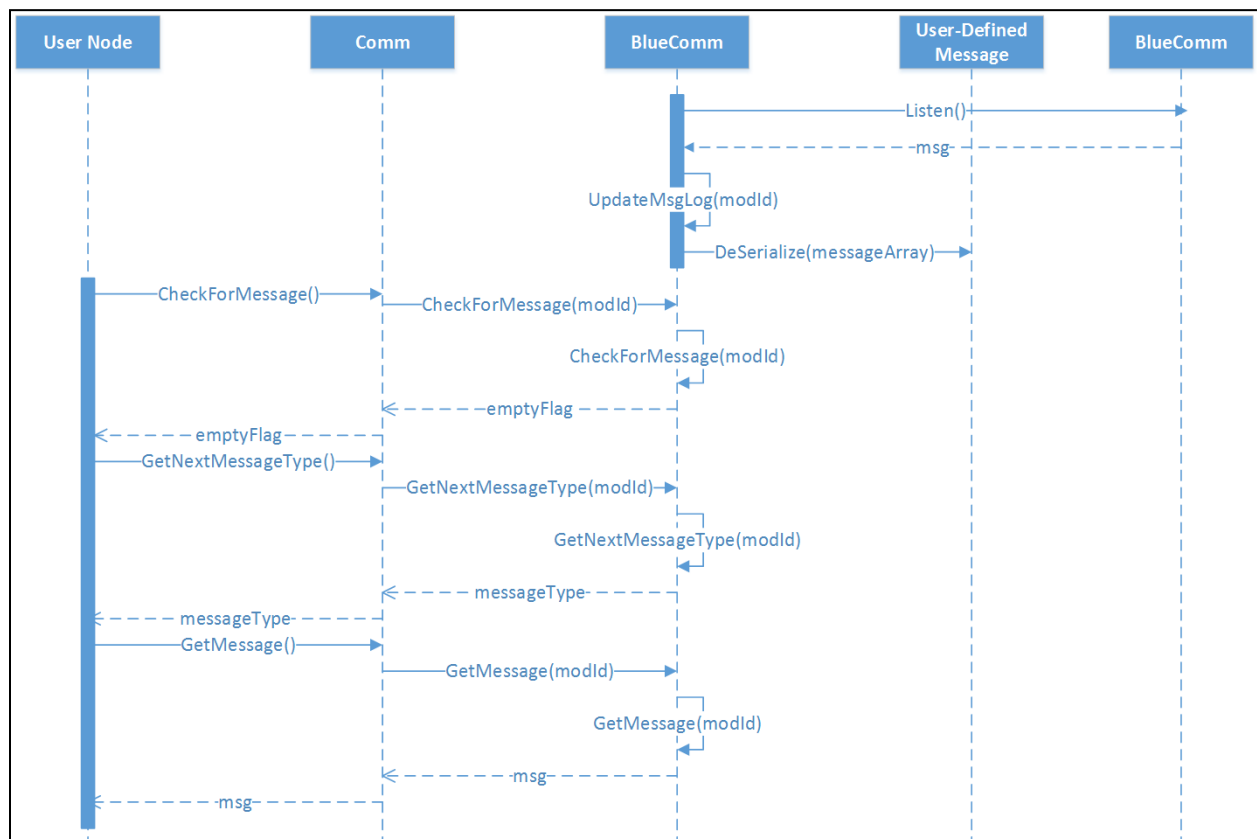 User Node
Comm
BlueComm
User-Defined
Message
BlueComm
Listen()
msg
UpdateMsgLog(modId)
DeSerialize(messageArray)
CheckForMessage()
CheckForMessage(modId)
CheckForMessage(modId)
emptyFlag
emptyFlag
GetNextMessageType()
GetNextMessageType(modId)
GetNextMessageType(modId)
messageType
messageType
GetMessage()
GetMessage(modId)
GetMessage(modId)
msg
msg